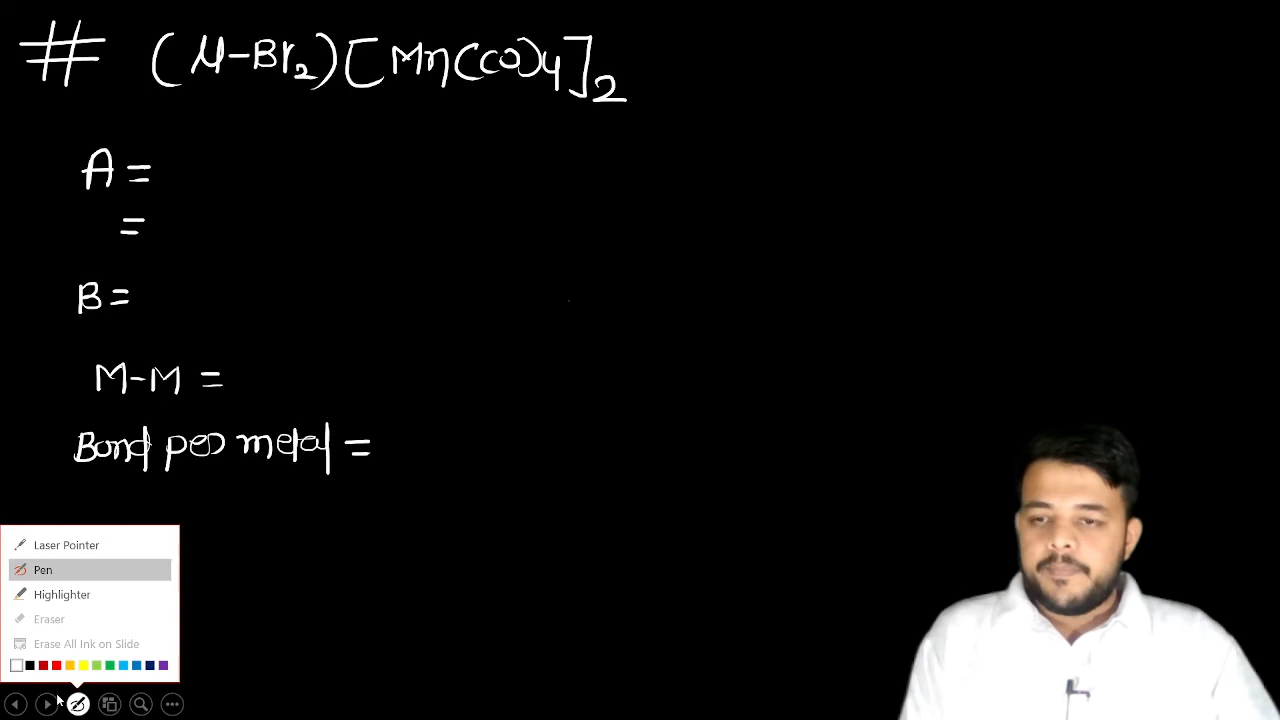 # (μ-Br₂)[Mn(CO)₄]₂
A =
=
B =
M-M =
Bond per metal =
Laser Pointer
Pen
Highlighter
Eraser
Erase All Ink on Slide